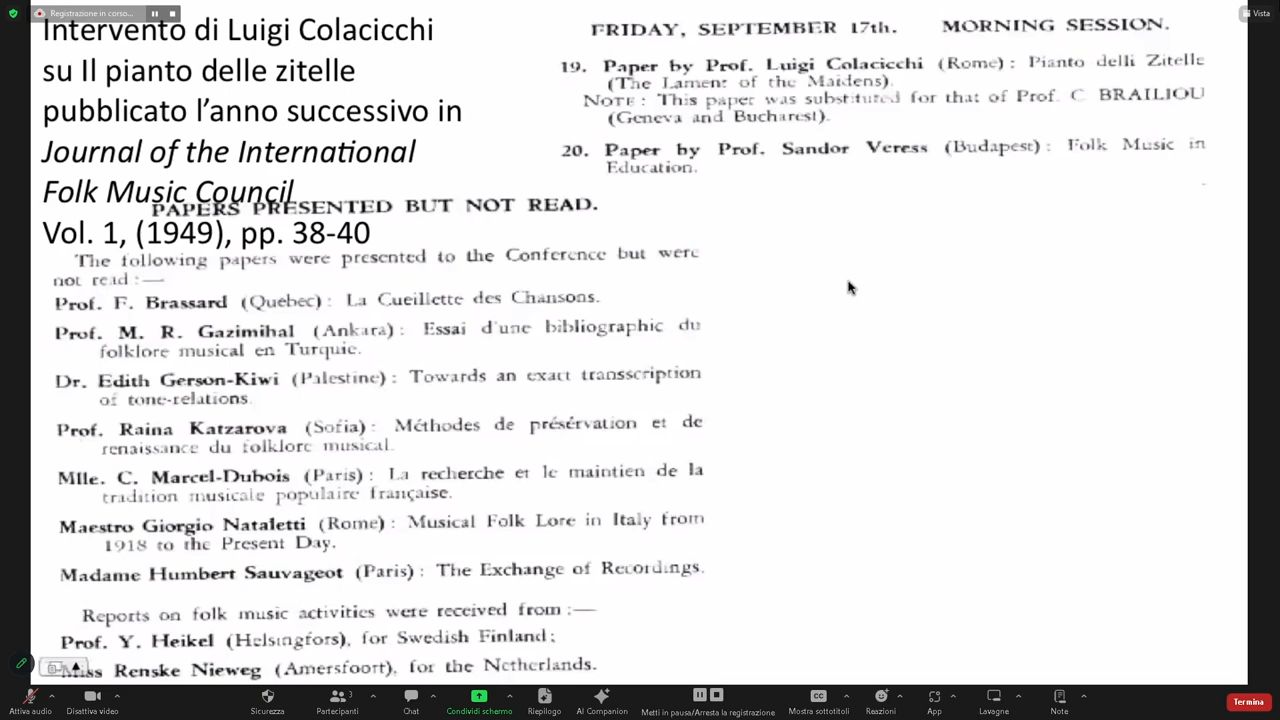 Registrazione in corso...
Vista
Intervento di Luigi Colacicchi
su Il pianto delle zitelle
pubblicato l’anno successivo in
Journal of the International
Folk Music Council
Vol. 1, (1949), pp. 38-40
FRIDAY, SEPTEMBER 17th. MORNING SESSION.
19. Paper by Prof. Luigi Colacicchi (Rome) : Pianto delli Zitelle
(The Lament of the Maidens).
NOTE : This paper was substituted for that of Prof. C BRAILIOU
(Geneva and Bucharest).
20. Paper by Prof. Sandor Veress (Budapest) : Folk Music in
Education.
PAPERS PRESENTED BUT NOT READ.
The following papers were presented to the Conference but were
not read :—
Prof. F. Brassard (Quebec) : La Cueillette des Chansons.
Prof. M. R. Gazimihal (Ankara) : Essai d'une bibliographic du
folklore musical en Turquie.
Dr. Edith Gerson-Kiwi (Palestine) : Towards an exact transscription
of tone-relations.
Prof. Raina Katzarova (Sofia) : Méthodes de présérvation et de
renaissance du folklore musical.
Mlle. C. Marcel-Dubois (Paris) : La recherche et le maintien de la
tradition musicale populaire française.
Maestro Giorgio Nataletti (Rome) : Musical Folk Lore in Italy from
1918 to the Present Day.
Madame Humbert Sauvageot (Paris) : The Exchange of Recordings.
Reports on folk music activities were received from :—
Prof. Y. Heikel (Helsingfors), for Swedish Finland ;
Miss Renske Nieweg (Amersfoort), for the Netherlands.
Attiva audio
Disattiva video
Sicurezza
3
Partecipanti
Chat
Condividi schermo
Riepilogo
AI Companion
Metti in pausa/Arresta la registrazione
CC
Mostra sottotitoli
Reazioni
App
Lavagne
Note
Termina